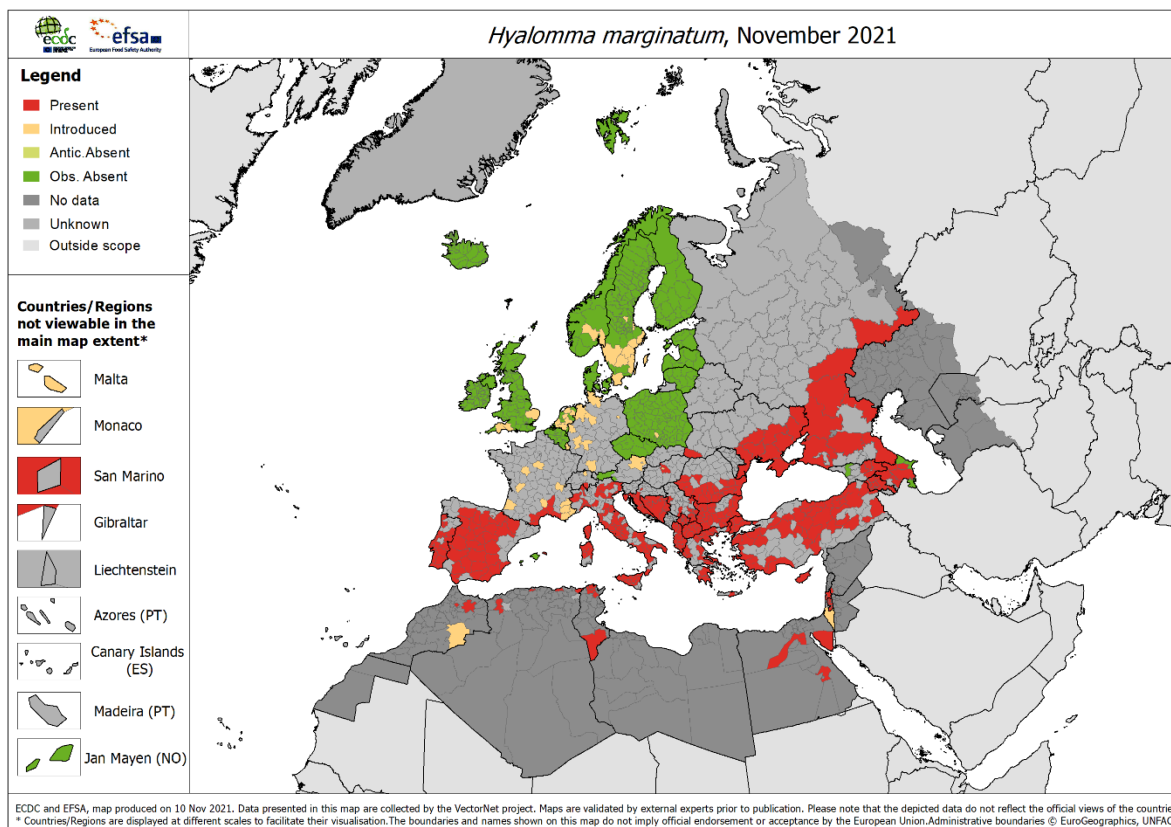 ecdc
efsa
European Food Safety Authority
Hyalomma marginatum, November 2021
Legend
Present
Introduced
Antic.Absent
Obs. Absent
No data
Unknown
Outside scope
Countries/Regions
not viewable in the
main map extent*
Malta
Monaco
San Marino
Gibraltar
Liechtenstein
Azores (PT)
Canary Islands
(ES)
Madeira (PT)
Jan Mayen (NO)
ECDC and EFSA, map produced on 10 Nov 2021. Data presented in this map are collected by the VectorNet project. Maps are validated by external experts prior to publication. Please note that the depicted data do not reflect the official views of the countrie
* Countries/Regions are displayed at different scales to facilitate their visualisation.The boundaries and names shown on this map do not imply official endorsement or acceptance by the European Union.Administrative boundaries © EuroGeographics, UNFAO